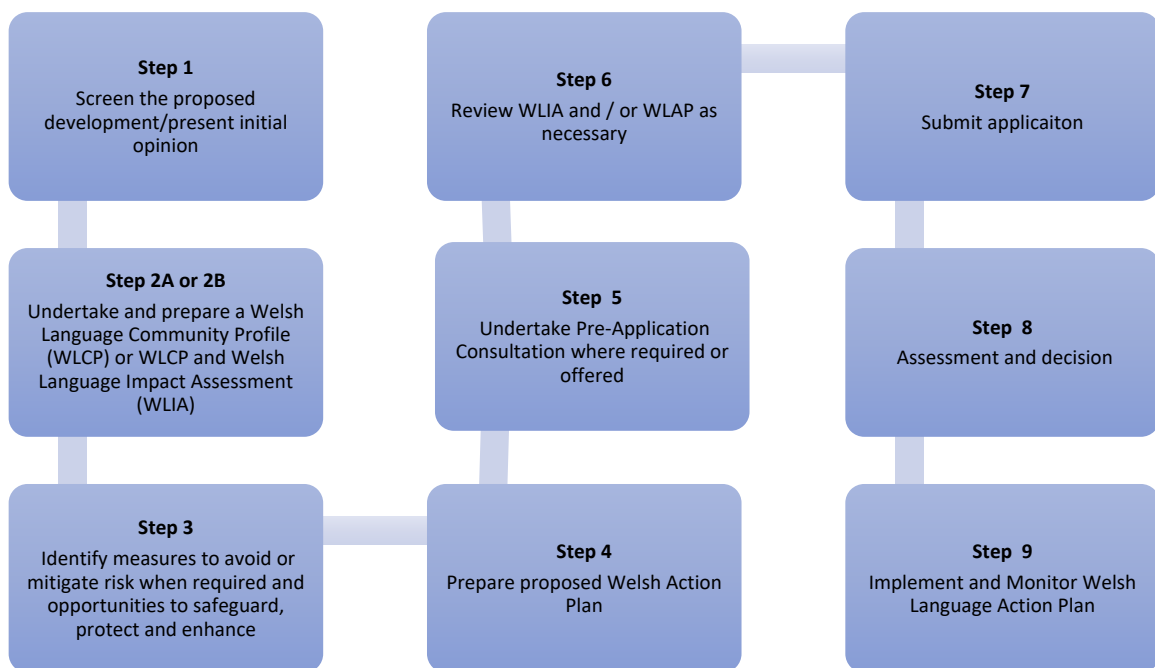 Step 1
Screen the proposed
development/present initial
opinion
Step 2A or 2B
Undertake and prepare a Welsh
Language Community Profile
(WLCP) or WLCP and Welsh
Language Impact Assessment
(WLIA)
Step 3
Identify measures to avoid or
mitigate risk when required and
opportunities to safeguard,
protect and enhance
Step 4
Prepare proposed Welsh Action
Plan
Step 5
Undertake Pre-Application
Consultation where required or
offered
Step 6
Review WLIA and / or WLAP as
necessary
Step 7
Submit applicaiton
Step 8
Assessment and decision
Step 9
Implement and Monitor Welsh
Language Action Plan